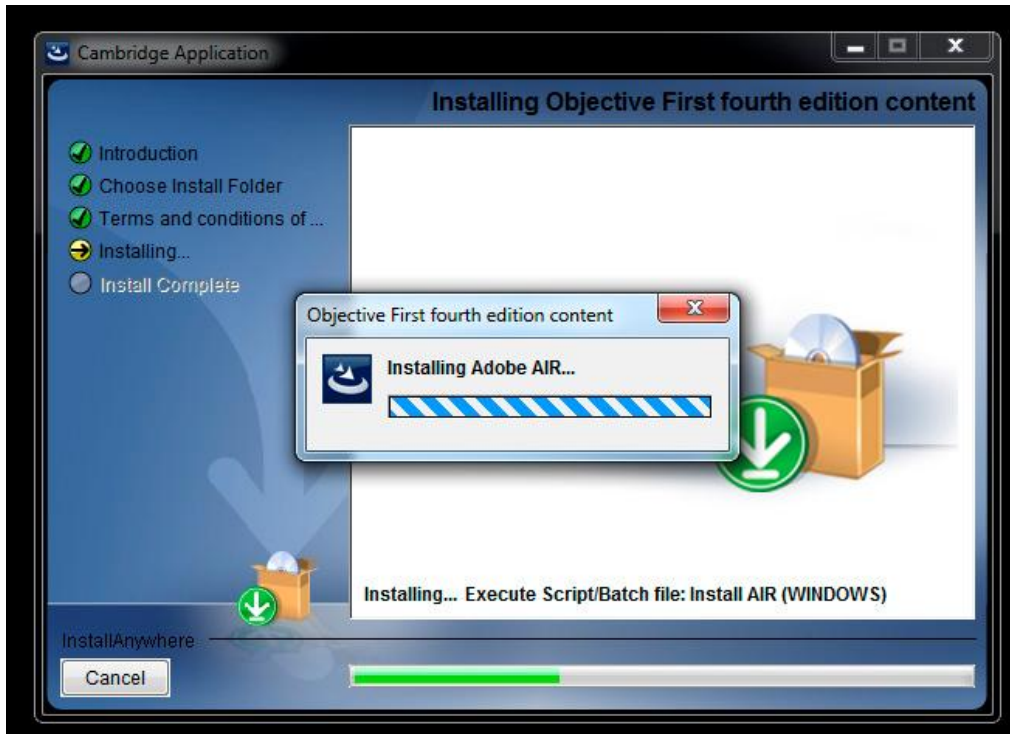 Cambridge Application
Installing Objective First fourth edition content
Introduction
Choose Install Folder
Terms and conditions of ...
Installing...
Install Complete
Objective First fourth edition content
Installing Adobe AIR...
Installing... Execute Script/Batch file: Install AIR (WINDOWS)
InstallAnywhere
Cancel